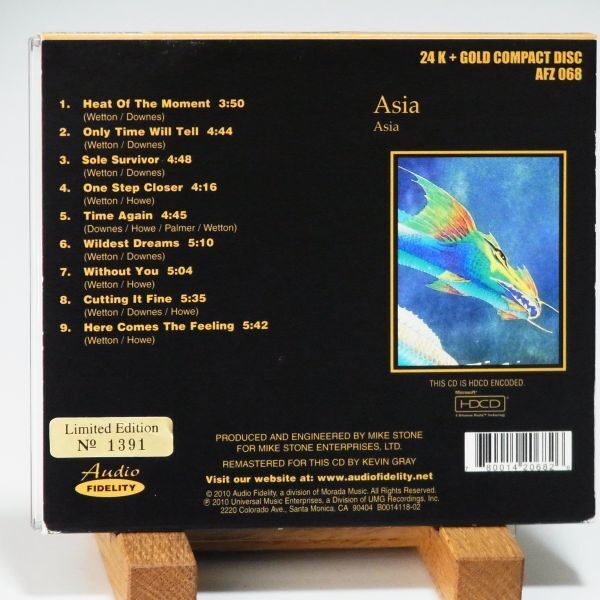 24 K + GOLD COMPACT DISC
AFZ 068
1. Heat Of The Moment 3:50
(Wetton / Downes)
2. Only Time Will Tell 4:44
(Wetton / Downes)
3. Sole Survivor 4:48
(Wetton / Downes)
4. One Step Closer 4:16
(Wetton / Howe)
5. Time Again 4:45
(Downes / Howe / Palmer / Wetton)
6. Wildest Dreams 5:10
(Wetton / Downes)
7. Without You 5:04
(Wetton / Howe)
8. Cutting It Fine 5:35
(Wetton / Downes / Howe)
9. Here Comes The Feeling 5:42
(Wetton / Howe)
Asia
Asia
THIS CD IS HDCD ENCODED.
Microsoft
HDCD
Limited Edition
Nº 1391
Audio
FIDELITY
PRODUCED AND ENGINEERED BY MIKE STONE
FOR MIKE STONE ENTERPRISES, LTD.
REMASTERED FOR THIS CD BY KEVIN GRAY
Visit our website at: www.audiofidelity.net
© 2010 Audio Fidelity, a division of Morada Music. All Rights Reserved.
℗ 2010 Universal Music Enterprises, a Division of UMG Recordings, Inc.
2220 Colorado Ave., Santa Monica, CA 90404 B0014118-02
80014 20682